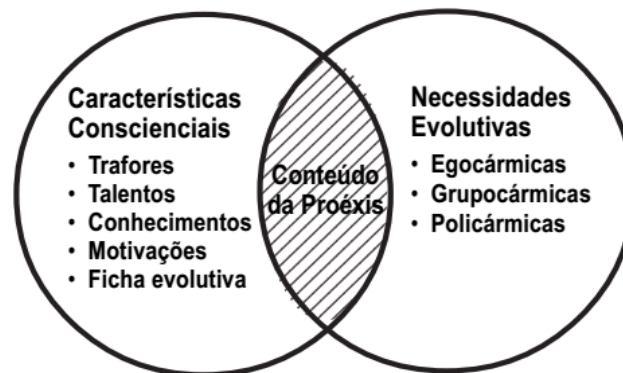 Características
Conscienciais
• Trafores
• Talentos
• Conhecimentos
• Motivações
• Ficha evolutiva
Conteúdo
da Proéxis
Necessidades
Evolutivas
• Egocármicas
• Grupocármicas
• Policármicas